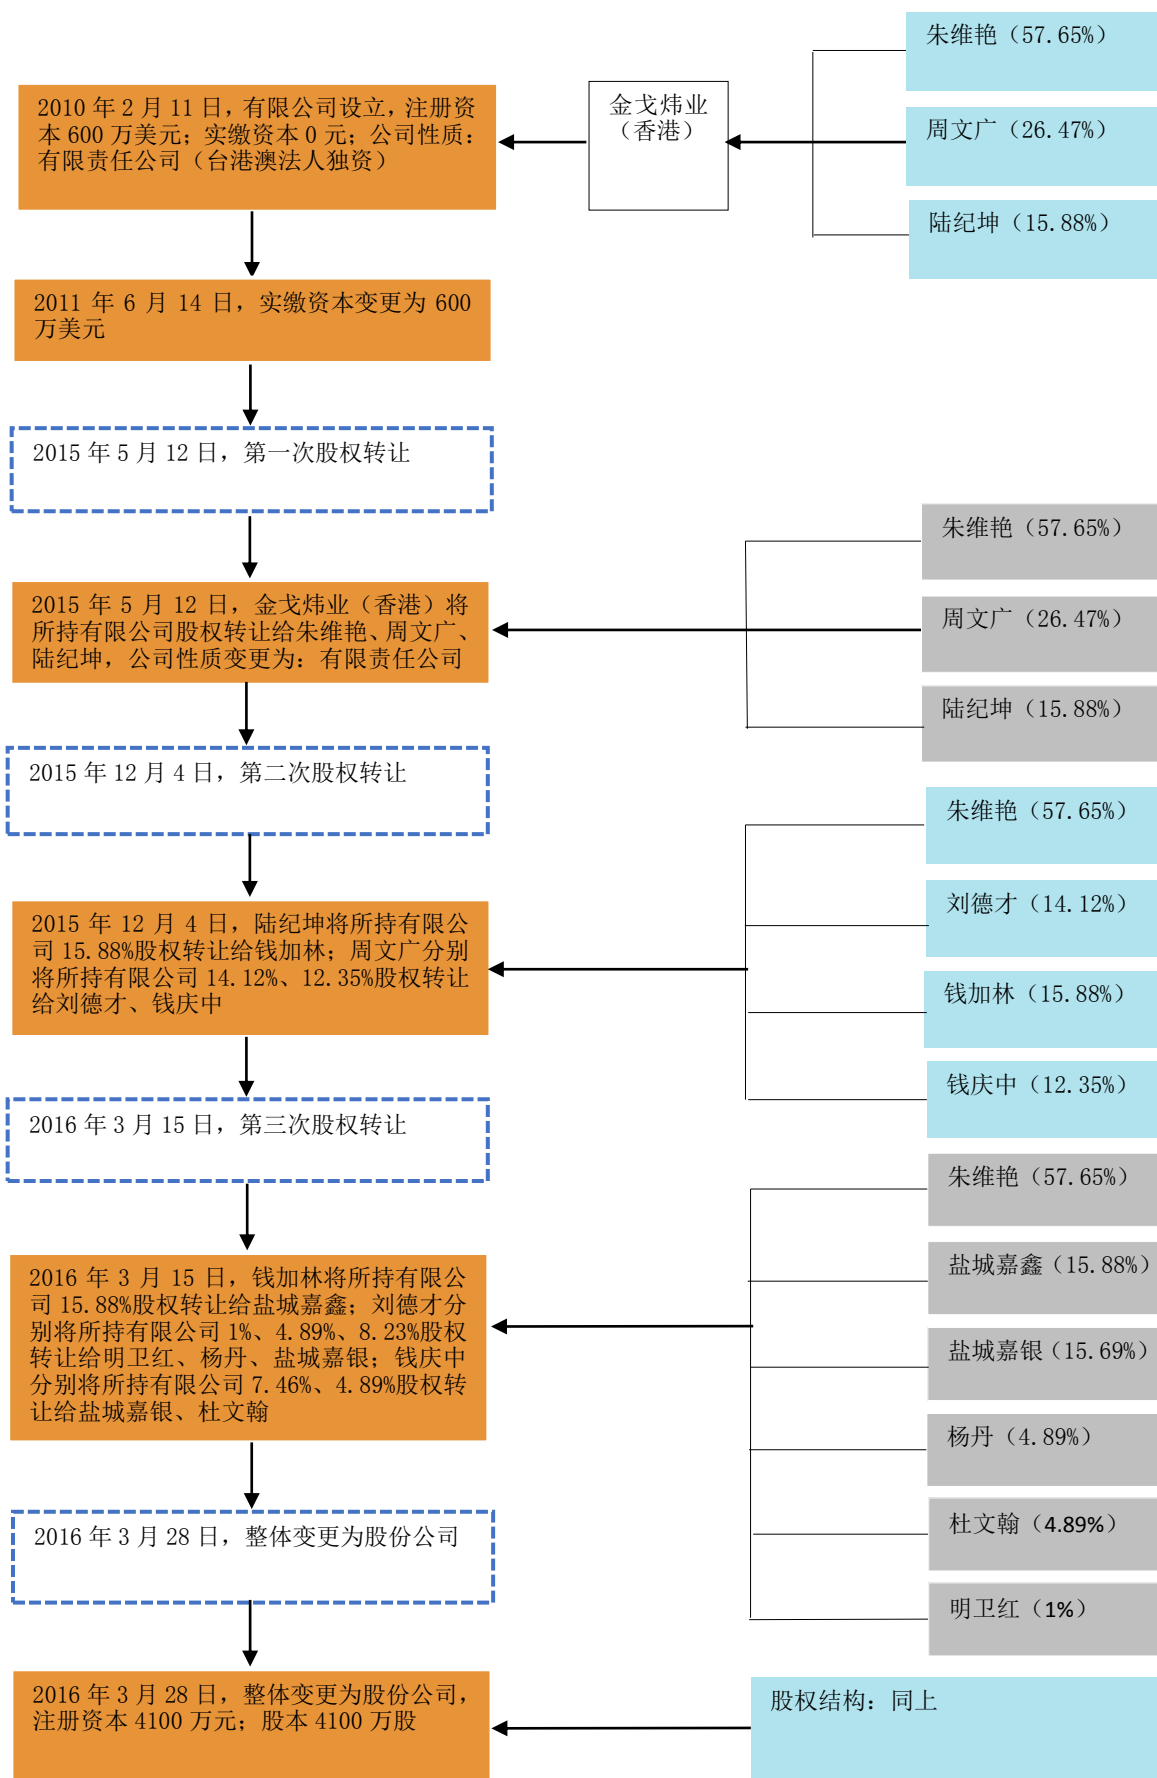 朱维艳（57.65%）
2010 年 2 月 11 日，有限公司设立，注册资
本 600 万美元；实缴资本 0 元；公司性质：
有限责任公司（台港澳法人独资）
金戈炜业
（香港）
周文广（26.47%）
陆纪坤（15.88%）
2011 年 6 月 14 日，实缴资本变更为 600
万美元
2015 年 5 月 12 日，第一次股权转让
朱维艳（57.65%）
2015 年 5 月 12 日，金戈炜业（香港）将
所持有限公司股权转让给朱维艳、周文广、
陆纪坤，公司性质变更为：有限责任公司
周文广（26.47%）
陆纪坤（15.88%）
2015 年 12 月 4 日，第二次股权转让
朱维艳（57.65%）
刘德才（14.12%）
2015 年 12 月 4 日，陆纪坤将所持有限公
司 15.88%股权转让给钱加林；周文广分别
将所持有限公司 14.12%、12.35%股权转让
给刘德才、钱庆中
钱加林（15.88%）
钱庆中（12.35%）
2016 年 3 月 15 日，第三次股权转让
朱维艳（57.65%）
2016 年 3 月 15 日，钱加林将所持有限公
司 15.88%股权转让给盐城嘉鑫；刘德才分
别将所持有限公司 1%、4.89%、8.23%股权
转让给明卫红、杨丹、盐城嘉银；钱庆中
分别将所持有限公司 7.46%、4.89%股权转
让给盐城嘉银、杜文翰
盐城嘉鑫（15.88%）
盐城嘉银（15.69%）
杨丹（4.89%）
杜文翰（4.89%）
明卫红（1%）
2016 年 3 月 28 日，整体变更为股份公司
2016 年 3 月 28 日，整体变更为股份公司，
注册资本 4100 万元；股本 4100 万股
股权结构：同上